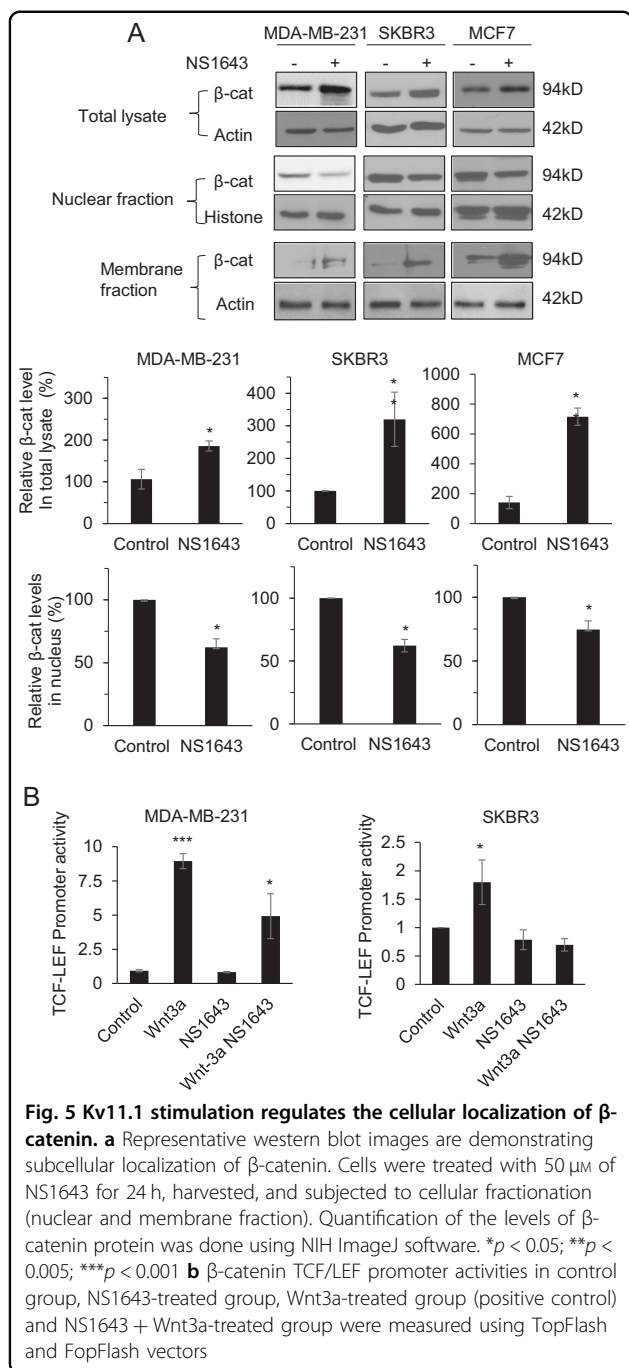 A
MDA-MB-231 SKBR3 MCF7
NS1643 - + - + - +
Total lysate β-cat 94kD
Actin 42kD
Nuclear fraction β-cat 94kD
Histone 42kD
Membrane fraction β-cat 94kD
Actin 42kD
MDA-MB-231
Relative β-cat level
In total lysate (%)
300
200
100
0
*
Control NS1643
SKBR3
400
300
200
100
0
*
*
Control NS1643
MCF7
800
600
400
200
0
*
*
Control NS1643
Relative β-cat levels
in nucleus (%)
100
50
0
*
Control NS1643
100
50
0
*
Control NS1643
100
50
0
*
Control NS1643
B
MDA-MB-231
TCF-LEF Promoter activity
10
7.5
5
2.5
0
***
*
Control
Wnt3a
NS1643
Wnt-3a NS1643
SKBR3
TCF-LEF Promoter activity
2.5
2
1.5
1
0.5
0
*
Control
Wnt3a
NS1643
Wnt3a NS1643
Fig. 5 Kv11.1 stimulation regulates the cellular localization of β-
catenin. a Representative western blot images are demonstrating
subcellular localization of β-catenin. Cells were treated with 50 μM of
NS1643 for 24 h, harvested, and subjected to cellular fractionation
(nuclear and membrane fraction). Quantification of the levels of β-
catenin protein was done using NIH ImageJ software. *p < 0.05; **p <
0.005; ***p < 0.001 b β-catenin TCF/LEF promoter activities in control
group, NS1643-treated group, Wnt3a-treated group (positive control)
and NS1643 + Wnt3a-treated group were measured using TopFlash
and FopFlash vectors